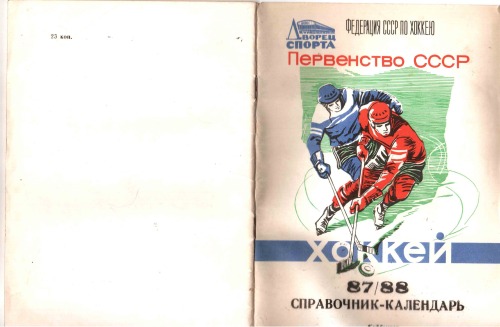 23 коп.
ДВОРЕЦ
СПОРТА
ФЕДЕРАЦИЯ СССР ПО ХОККЕЮ
Первенство СССР
хоккей
87/88
СПРАВОЧНИК-КАЛЕНДАРЬ